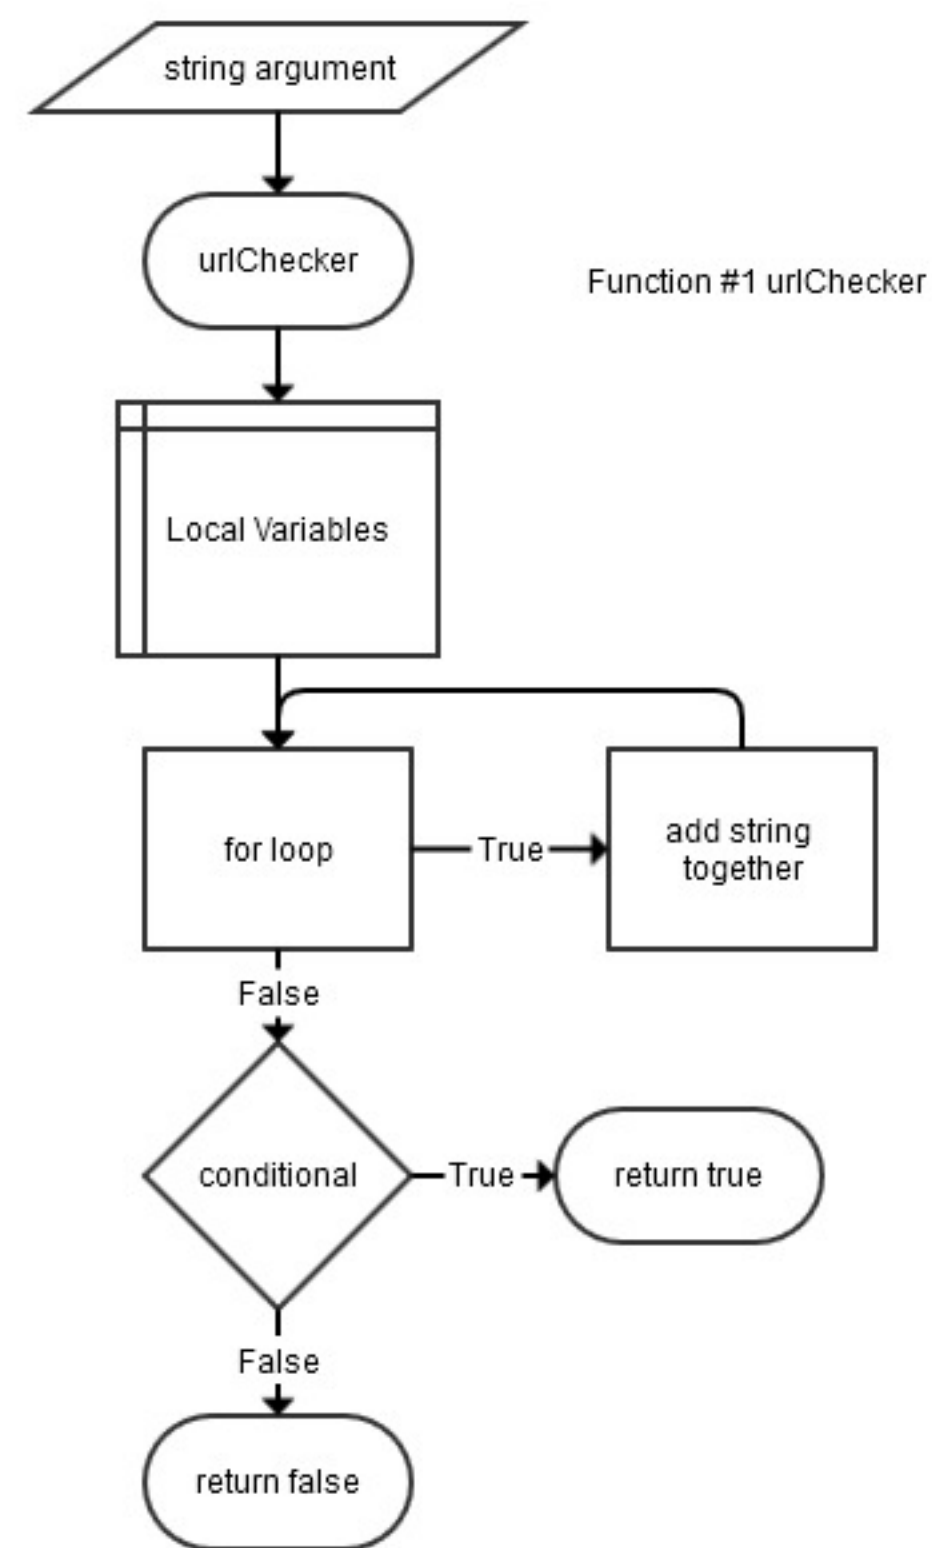 string argument
urlChecker
Function #1 urlChecker
Local Variables
for loop
True
add string
together
False
conditional
True
return true
False
return false